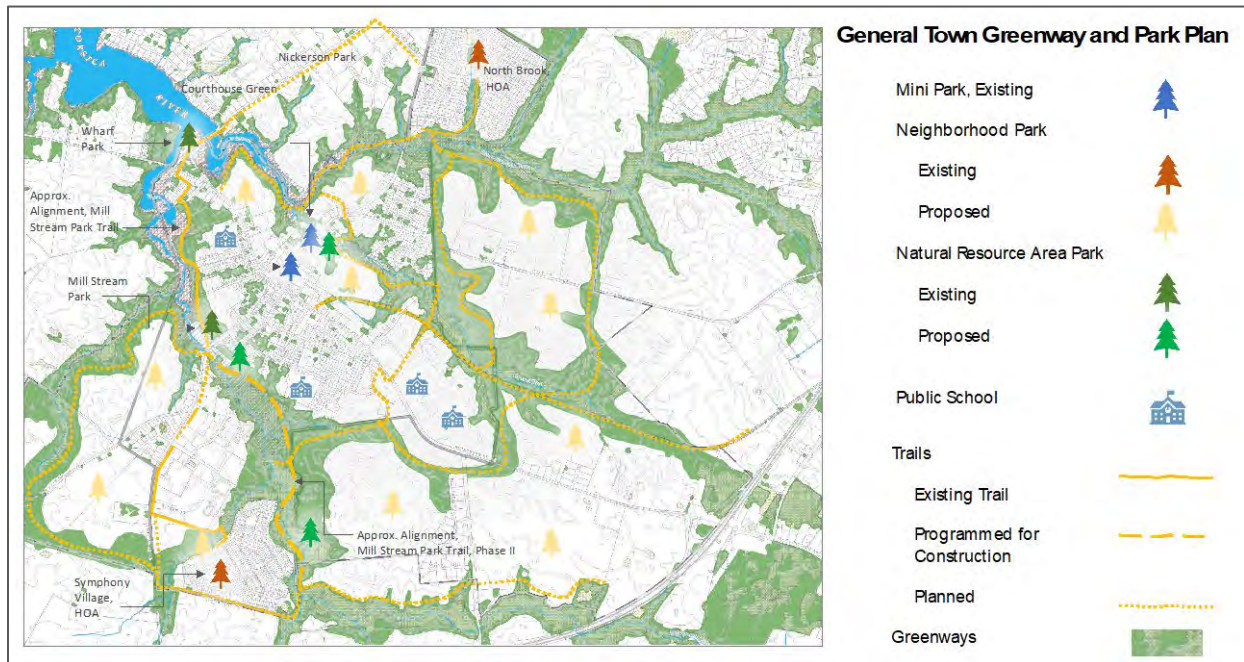 General Town Greenway and Park Plan
Nickerson Park
North Brook
HOA
Courthouse Green
RIVER
Wharf
Park
Approx.
Alignment, Mill
Stream Park Trail
Mill Stream
Park
Approx. Alignment,
Mill Stream Park Trail, Phase II
Symphony
Village,
HOA
Mini Park, Existing
Neighborhood Park
Existing
Proposed
Natural Resource Area Park
Existing
Proposed
Public School
Trails
Existing Trail
Programmed for
Construction
Planned
Greenways